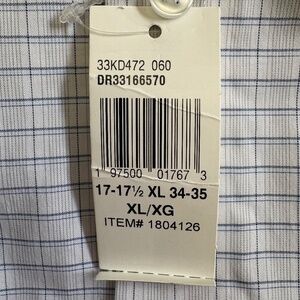 33KD472 060
DR33166570
1 97500 01767 3
17-17½ XL 34-35
XL/XG
ITEM# 1804126